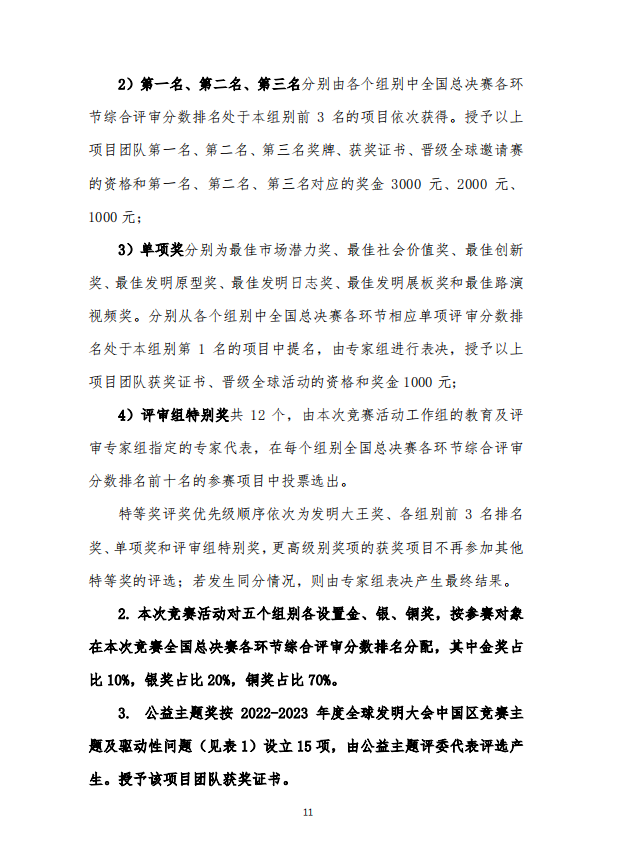 2）第一名、第二名、第三名分别由各个组别中全国总决赛各环
节综合评审分数排名处于本组别前 3 名的项目依次获得。授予以上
项目团队第一名、第二名、第三名奖牌、获奖证书、晋级全球邀请赛
的资格和第一名、第二名、第三名对应的奖金 3000 元、2000 元、
1000 元；
3）单项奖分别为最佳市场潜力奖、最佳社会价值奖、最佳创新
奖、最佳发明原型奖、最佳发明日志奖、最佳发明展板奖和最佳路演
视频奖。分别从各个组别中全国总决赛各环节相应单项评审分数排
名处于本组别第 1 名的项目中提名，由专家组进行表决，授予以上
项目团队获奖证书、晋级全球活动的资格和奖金 1000 元；
4）评审组特别奖共 12 个，由本次竞赛活动工作组的教育及评
审专家组指定的专家代表，在每个组别全国总决赛各环节综合评审
分数排名前十名的参赛项目中投票选出。
特等奖评奖优先级顺序依次为发明大王奖、各组别前 3 名排名
奖、单项奖和评审组特别奖，更高级别奖项的获奖项目不再参加其他
特等奖的评选；若发生同分情况，则由专家组表决产生最终结果。
2. 本次竞赛活动对五个组别各设置金、银、铜奖，按参赛对象
在本次竞赛全国总决赛各环节综合评审分数排名分配，其中金奖占
比 10%，银奖占比 20%，铜奖占比 70%。
3. 公益主题奖按 2022-2023 年度全球发明大会中国区竞赛主
题及驱动性问题（见表 1）设立 15 项，由公益主题评委代表评选产
生。授予该项目团队获奖证书。
11